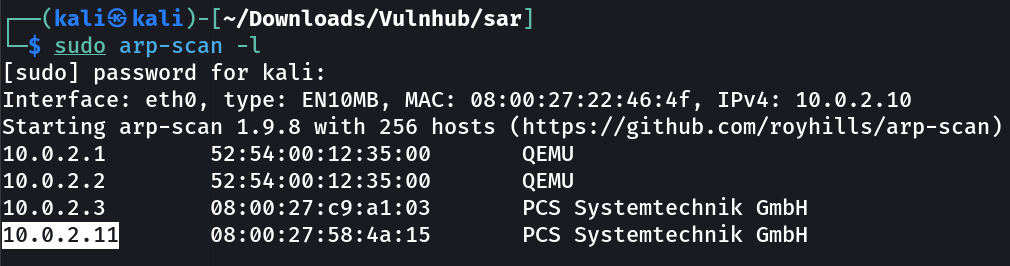 ┌──(kali㉿kali)-[~/Downloads/Vulnhub/sar]
└─$ sudo arp-scan -l
[sudo] password for kali:
Interface: eth0, type: EN10MB, MAC: 08:00:27:22:46:4f, IPv4: 10.0.2.10
Starting arp-scan 1.9.8 with 256 hosts (https://github.com/royhills/arp-scan)
10.0.2.1 52:54:00:12:35:00 QEMU
10.0.2.2 52:54:00:12:35:00 QEMU
10.0.2.3 08:00:27:c9:a1:03 PCS Systemtechnik GmbH
10.0.2.11 08:00:27:58:4a:15 PCS Systemtechnik GmbH